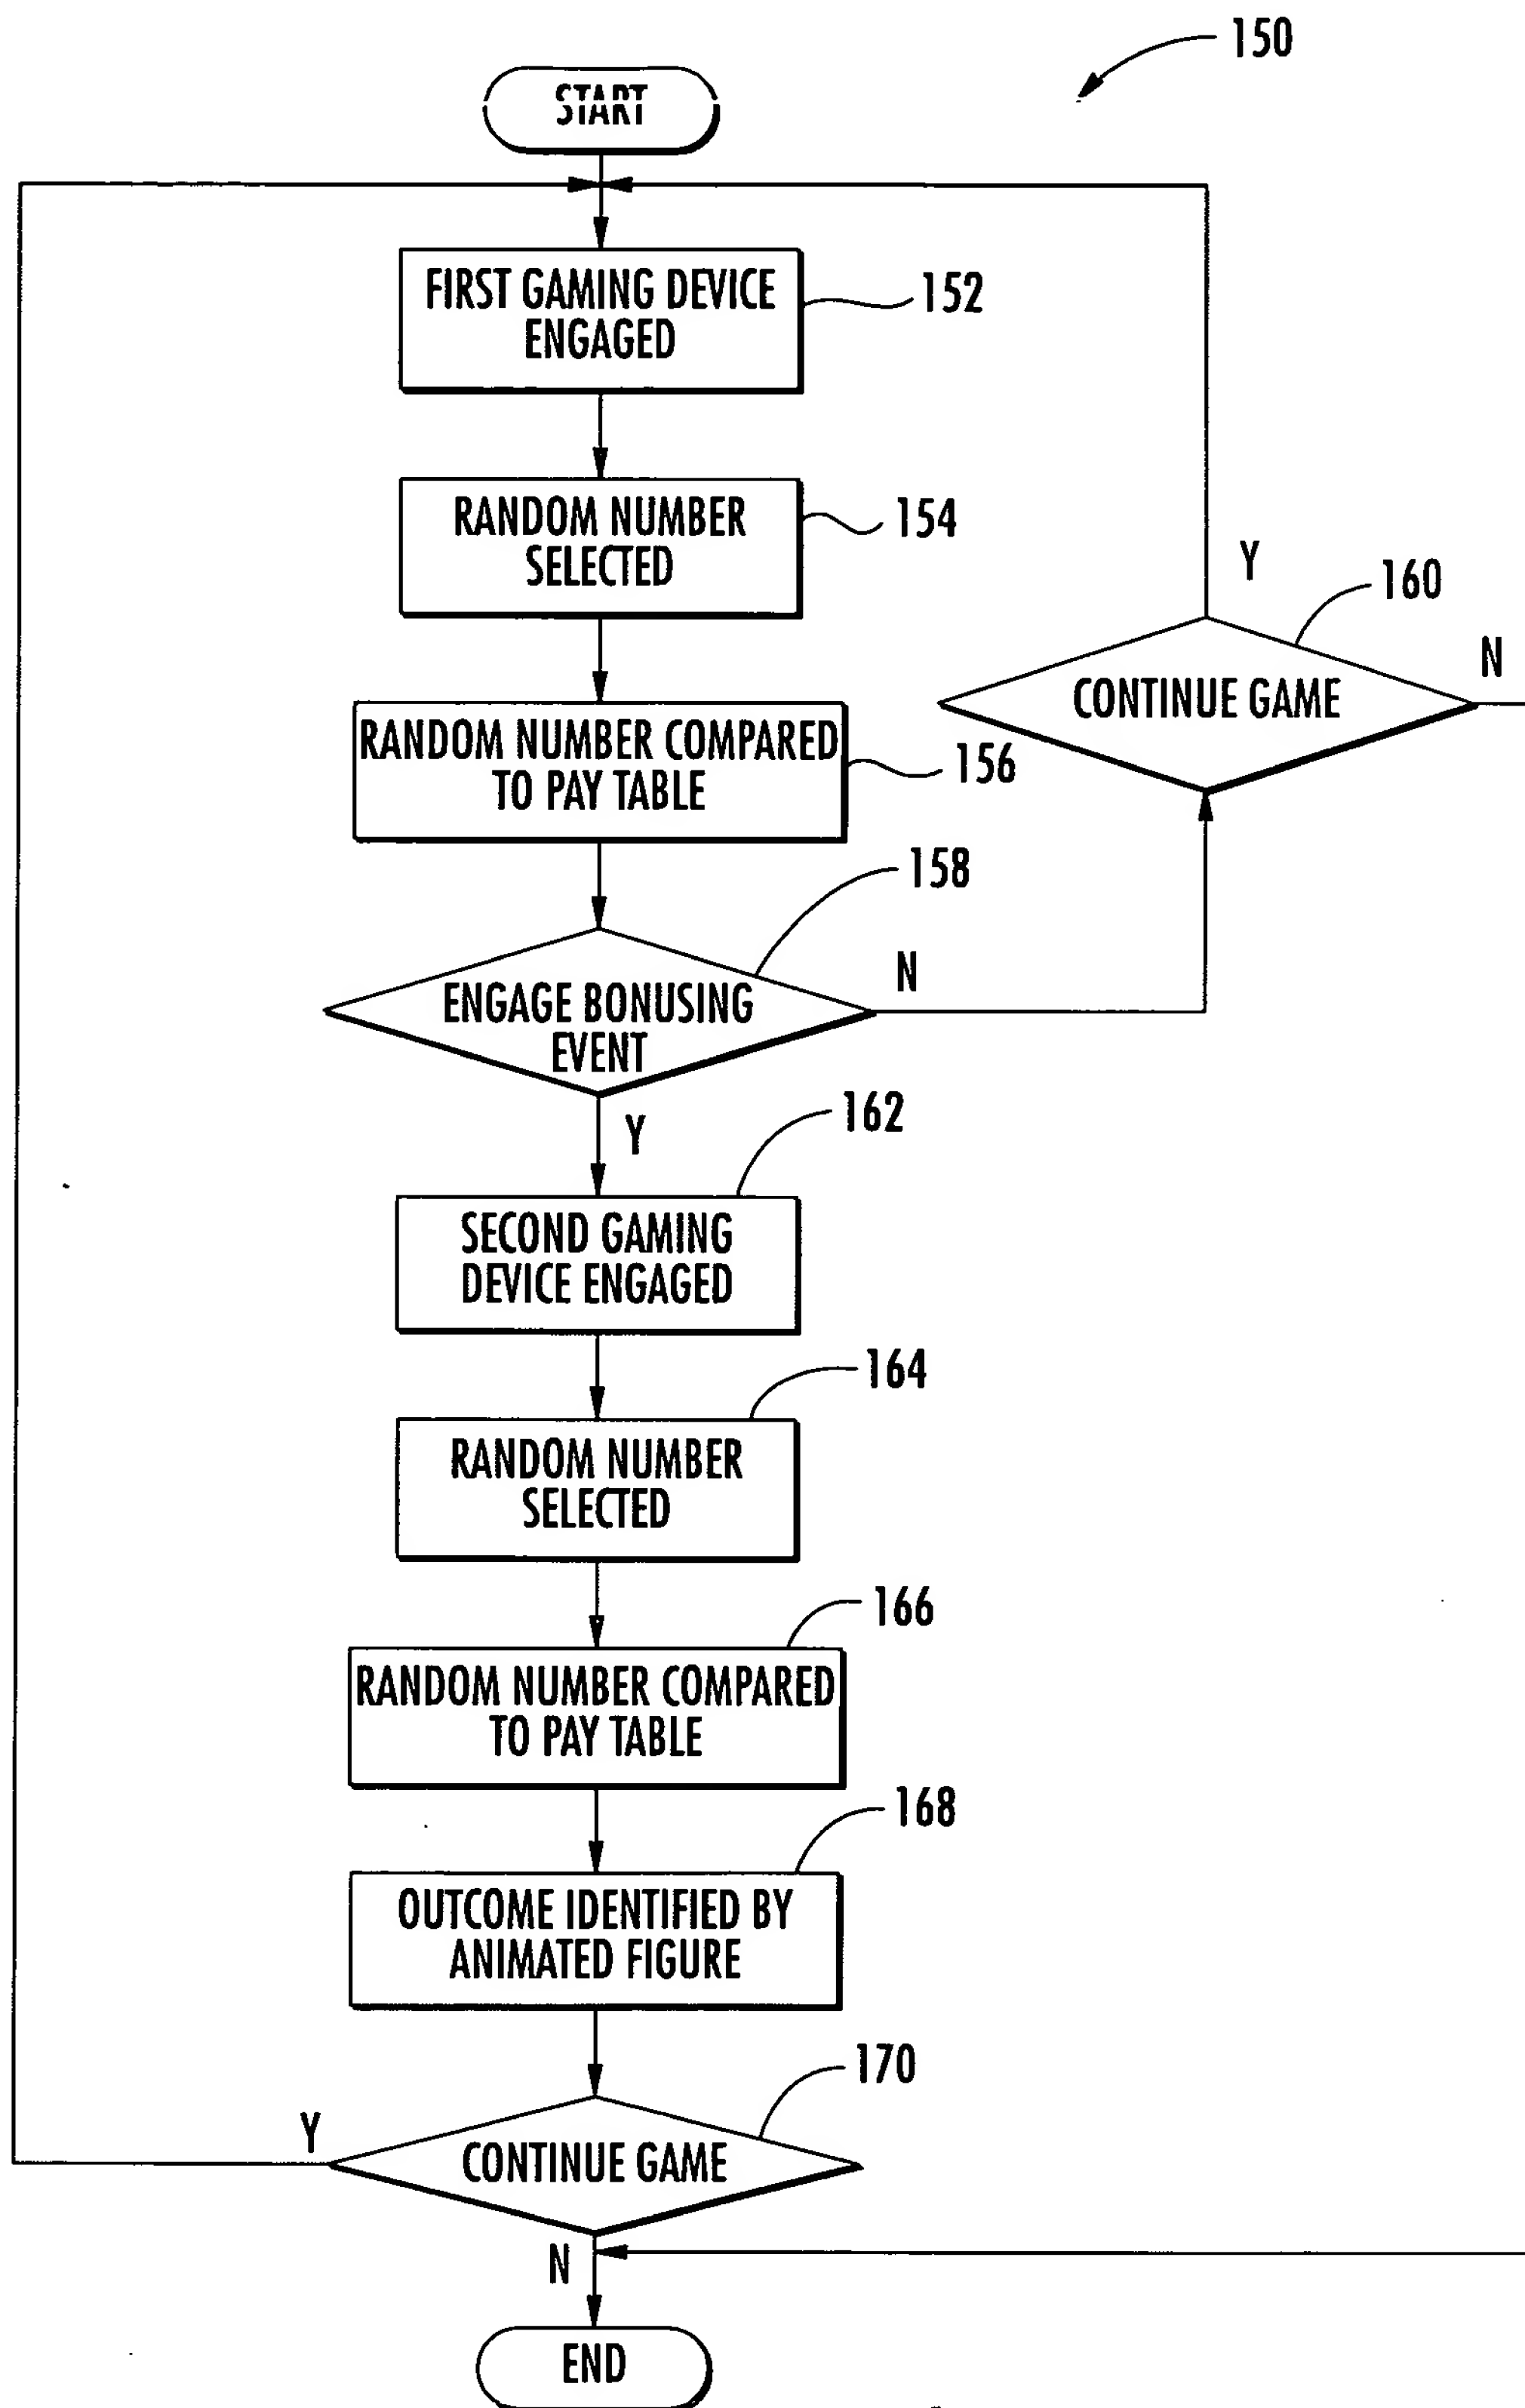 150
START
FIRST GAMING DEVICE
ENGAGED
152
RANDOM NUMBER
SELECTED
154
Y
160
N
CONTINUE GAME
RANDOM NUMBER COMPARED
TO PAY TABLE
156
158
N
ENGAGE BONUSING
EVENT
Y
162
SECOND GAMING
DEVICE ENGAGED
164
RANDOM NUMBER
SELECTED
166
RANDOM NUMBER COMPARED
TO PAY TABLE
168
OUTCOME IDENTIFIED BY
ANIMATED FIGURE
170
Y
CONTINUE GAME
N
END